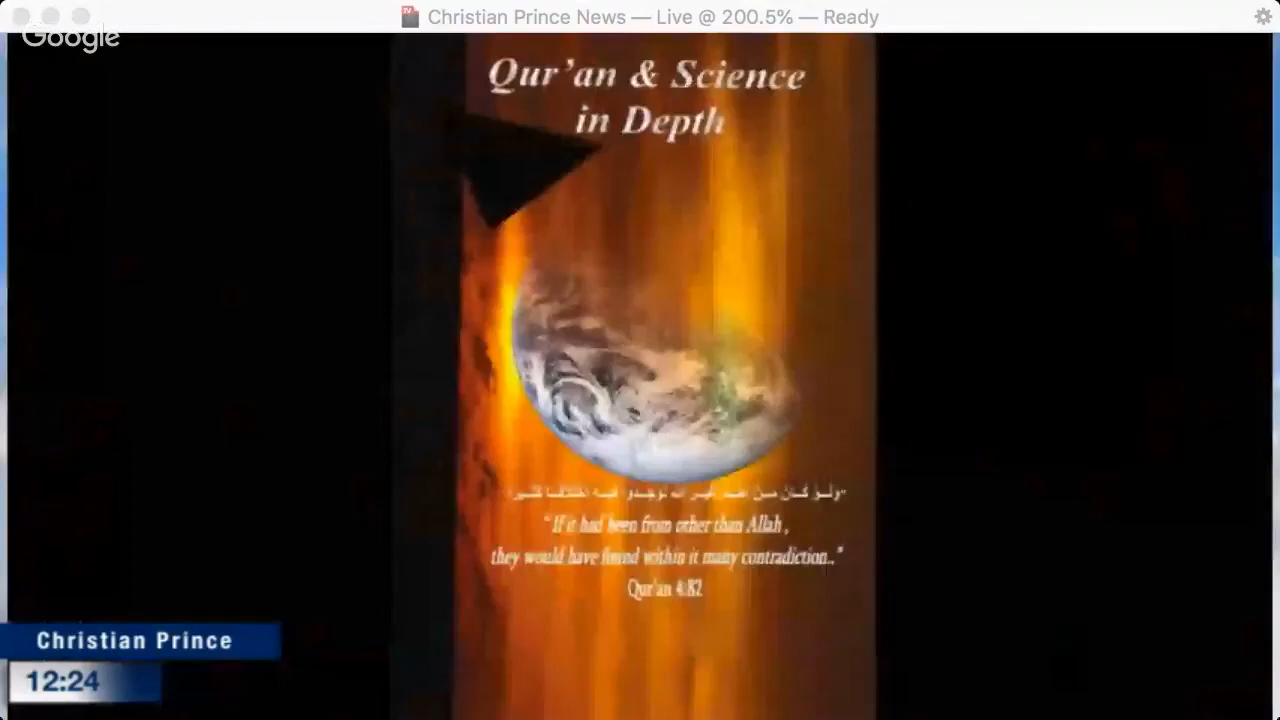 Christian Prince News — Live @ 200.5% — Ready
Google
Qur'an & Science
in Depth
"If it had been from other than Allah,
they would have found within it many contradiction.."
Qur'an 4:82
Christian Prince
12:24